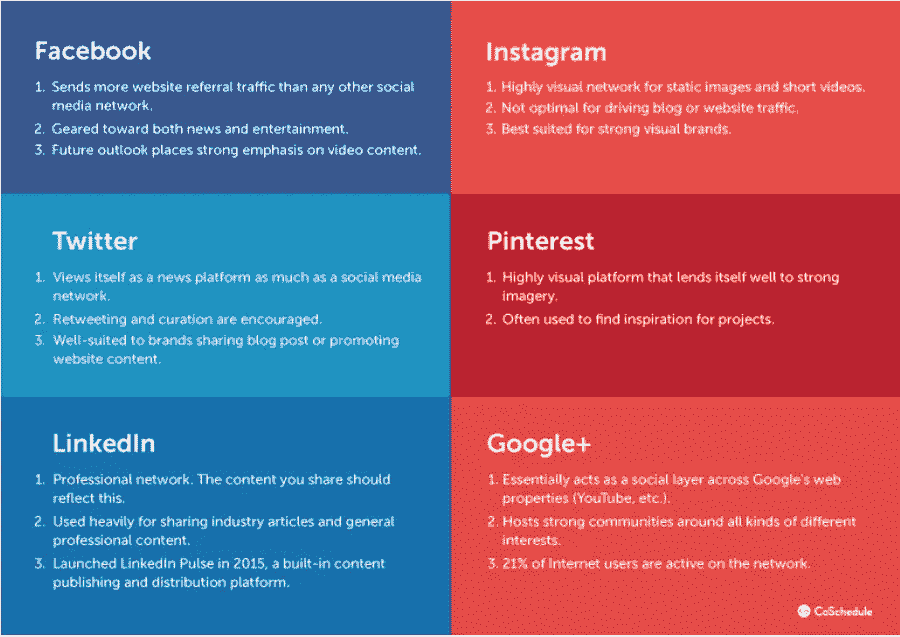 Facebook
1. Sends more website referral traffic than any other social
media network.
2. Geared toward both news and entertainment.
3. Future outlook places strong emphasis on video content.
Instagram
1. Highly visual network for static images and short videos.
2. Not optimal for driving blog or website traffic.
3. Best suited for strong visual brands.
Twitter
1. Views itself as a news platform as much as a social media
network.
2. Retweeting and curation are encouraged.
3. Well-suited to brands sharing blog post or promoting
website content.
Pinterest
1. Highly visual platform that lends itself well to strong
imagery.
2. Often used to find inspiration for projects.
LinkedIn
1. Professional network. The content you share should
reflect this.
2. Used heavily for sharing industry articles and general
professional content.
3. Launched LinkedIn Pulse in 2015, a built-in content
publishing and distribution platform.
Google+
1. Essentially acts as a social layer across Google's web
properties (YouTube, etc.).
2. Hosts strong communities around all kinds of different
interests.
3. 21% of Internet users are active on the network.
CoSchedule